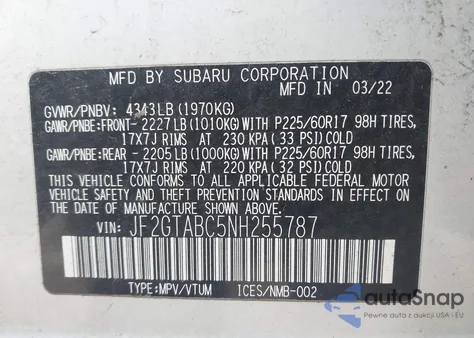 MFD BY SUBARU CORPORATION
IN 03/22
GVWR/PNBV: 4343LB (1970KG)
GAWR/PNBE:FRONT- 2227LB (1010KG) WITH P225/60R17 98H TIRES,
17X7J RIMS AT 230 KPA ( 33 PSI) COLD
GAWR/PNBE:REAR - 2205LB (1000KG) WITH P225/60R17 98H TIRES,
17X7J RIMS AT 220 KPA ( 32 PSI) COLD
THIS VEHICLE CONFORMS TO ALL APPLICABLE FEDERAL MOTOR
VEHICLE SAFETY, BUMPER, AND THEFT PREVENTION STANDARDS
IN EFFECT ON THE DATE OF MANUFACTURE SHOWN ABOVE.
VIN: JF2GTABC5NH255787
TYPE:MPV/VTUM ICES/NMB-002
autoSnap
Pewne auta z aukcji USA i EU